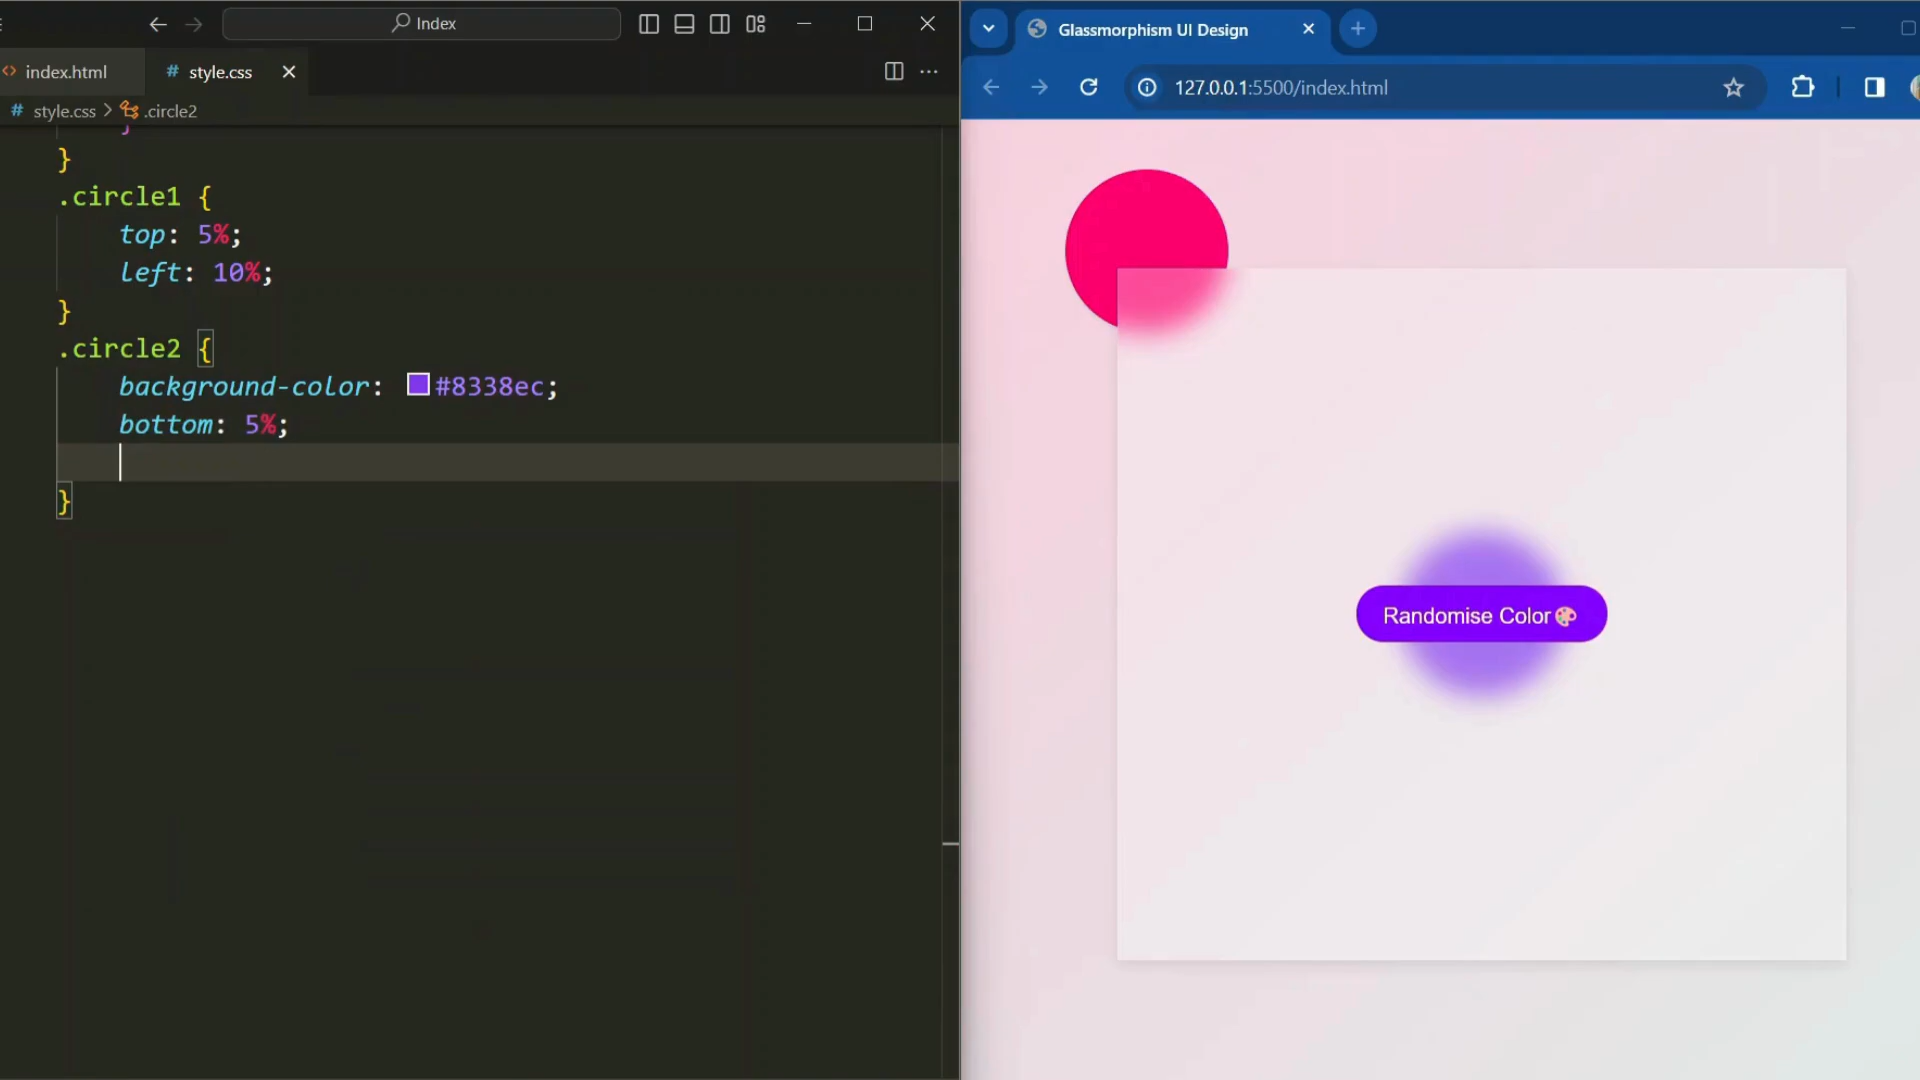 Index
index.html
# style.css
# style.css > .circle2
}
}
.circle1 {
top: 5%;
left: 10%;
}
.circle2 {
background-color: #8338ec;
bottom: 5%;
}
Glassmorphism UI Design
127.0.0.1:5500/index.html
Randomise Color